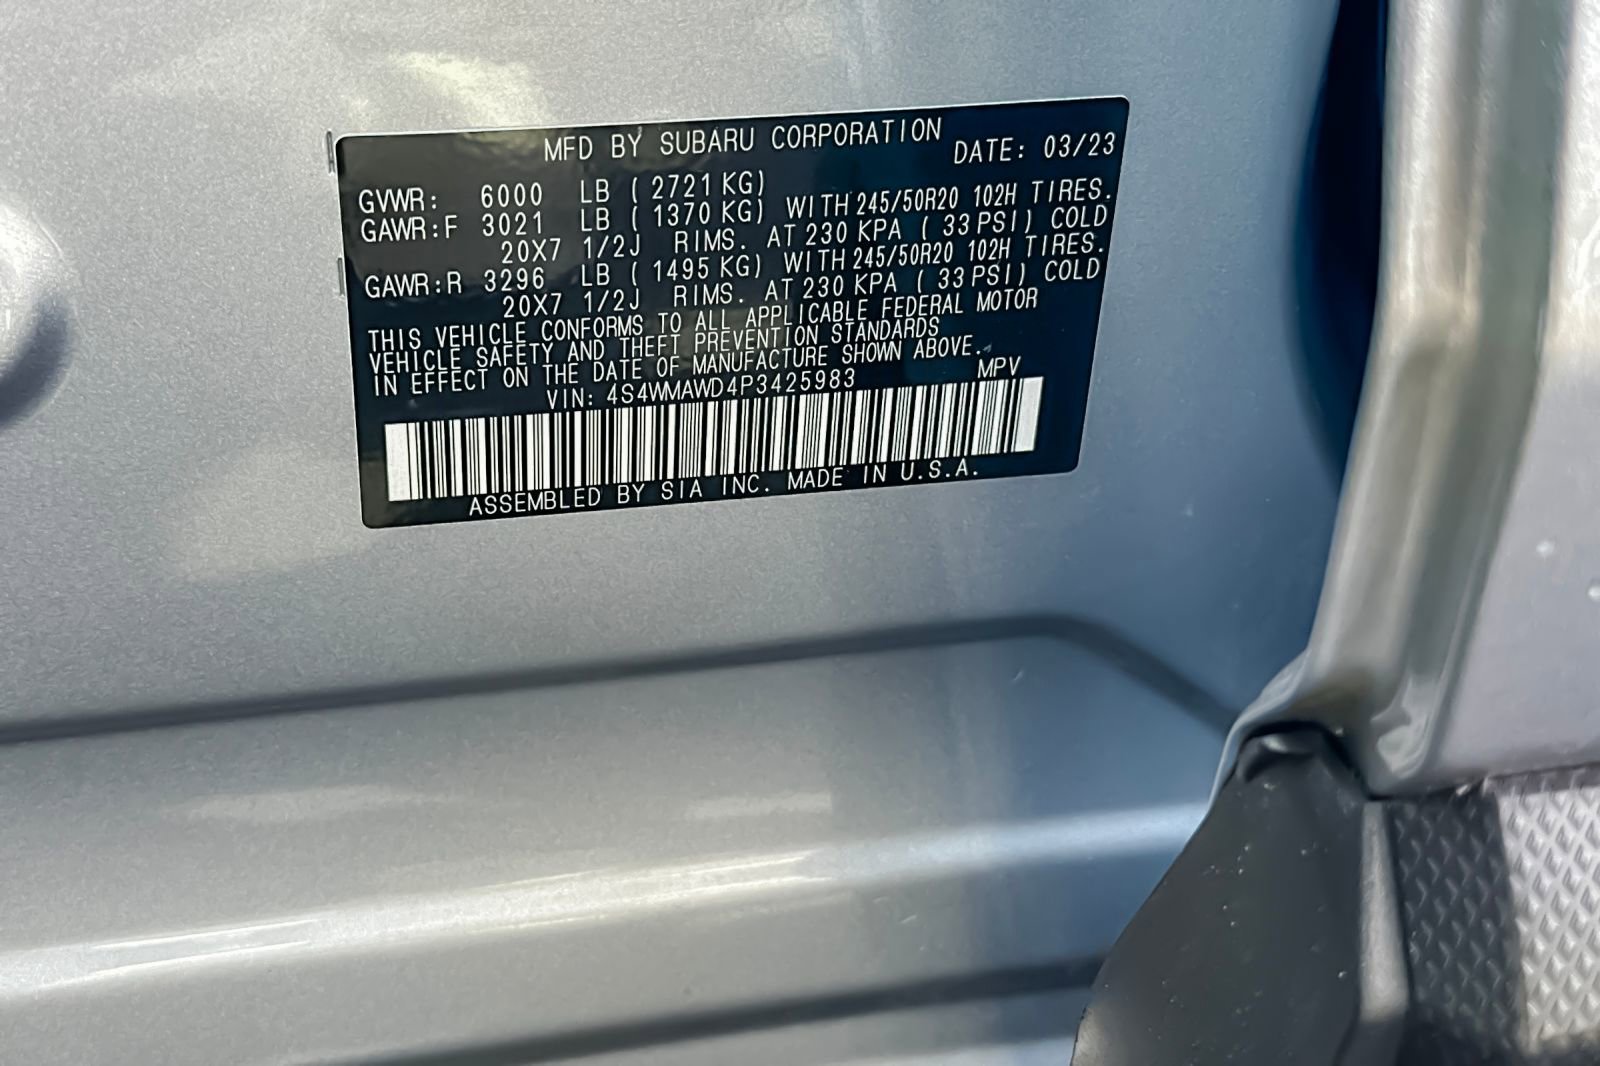 MFD BY SUBARU CORPORATION DATE: 03/23
GVWR: 6000 LB ( 2721 KG)
GAWR:F 3021 LB ( 1370 KG) WITH 245/50R20 102H TIRES.
20X7 1/2J RIMS. AT 230 KPA ( 33 PSI) COLD
GAWR:R 3296 LB ( 1495 KG) WITH 245/50R20 102H TIRES.
20X7 1/2J RIMS. AT 230 KPA ( 33 PSI) COLD
THIS VEHICLE CONFORMS TO ALL APPLICABLE FEDERAL MOTOR
VEHICLE SAFETY AND THEFT PREVENTION STANDARDS
IN EFFECT ON THE DATE OF MANUFACTURE SHOWN ABOVE.
VIN: 4S4WMAWD4P3425983 MPV
ASSEMBLED BY SIA INC. MADE IN U.S.A.